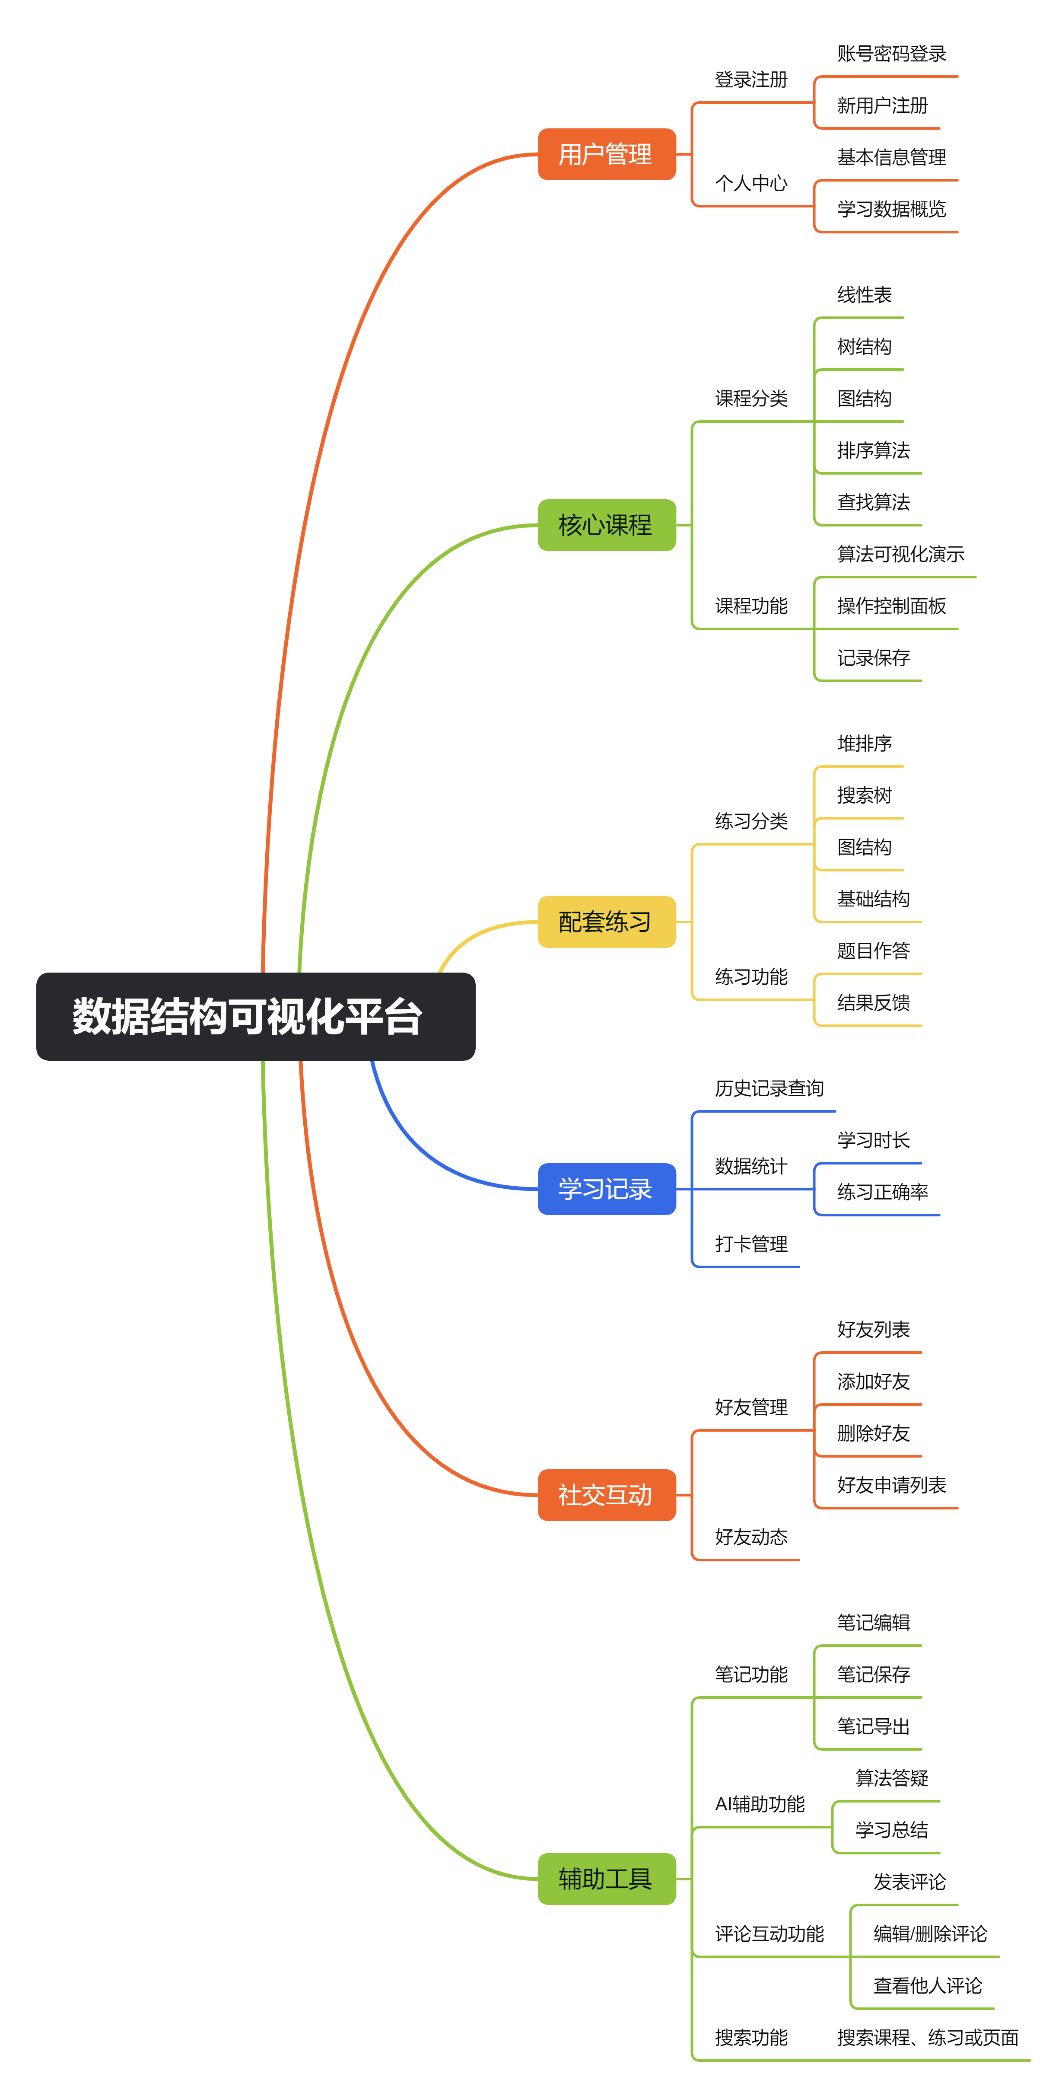 数据结构可视化平台
用户管理
登录注册
账号密码登录
新用户注册
个人中心
基本信息管理
学习数据概览
核心课程
课程分类
线性表
树结构
图结构
排序算法
查找算法
课程功能
算法可视化演示
操作控制面板
记录保存
配套练习
练习分类
堆排序
搜索树
图结构
基础结构
练习功能
题目作答
结果反馈
学习记录
历史记录查询
数据统计
学习时长
练习正确率
打卡管理
社交互动
好友管理
好友列表
添加好友
删除好友
好友申请列表
好友动态
辅助工具
笔记功能
笔记编辑
笔记保存
笔记导出
AI辅助功能
算法答疑
学习总结
评论互动功能
发表评论
编辑/删除评论
查看他人评论
搜索功能
搜索课程、练习或页面